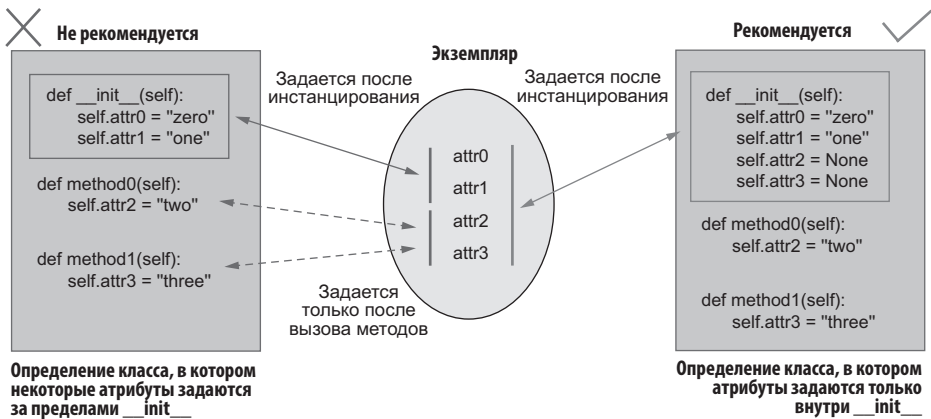 Не рекомендуется
def __init__(self):
self.attr0 = "zero"
self.attr1 = "one"
def method0(self):
self.attr2 = "two"
def method1(self):
self.attr3 = "three"
Определение класса, в котором
некоторые атрибуты задаются
за пределами __init__
Задается после
инстанцирования
Экземпляр
attr0
attr1
attr2
attr3
Задается
только после
вызова методов
Задается после
инстанцирования
Рекомендуется
def __init__(self):
self.attr0 = "zero"
self.attr1 = "one"
self.attr2 = None
self.attr3 = None
def method0(self):
self.attr2 = "two"
def method1(self):
self.attr3 = "three"
Определение класса, в котором
атрибуты задаются только
внутри __init__